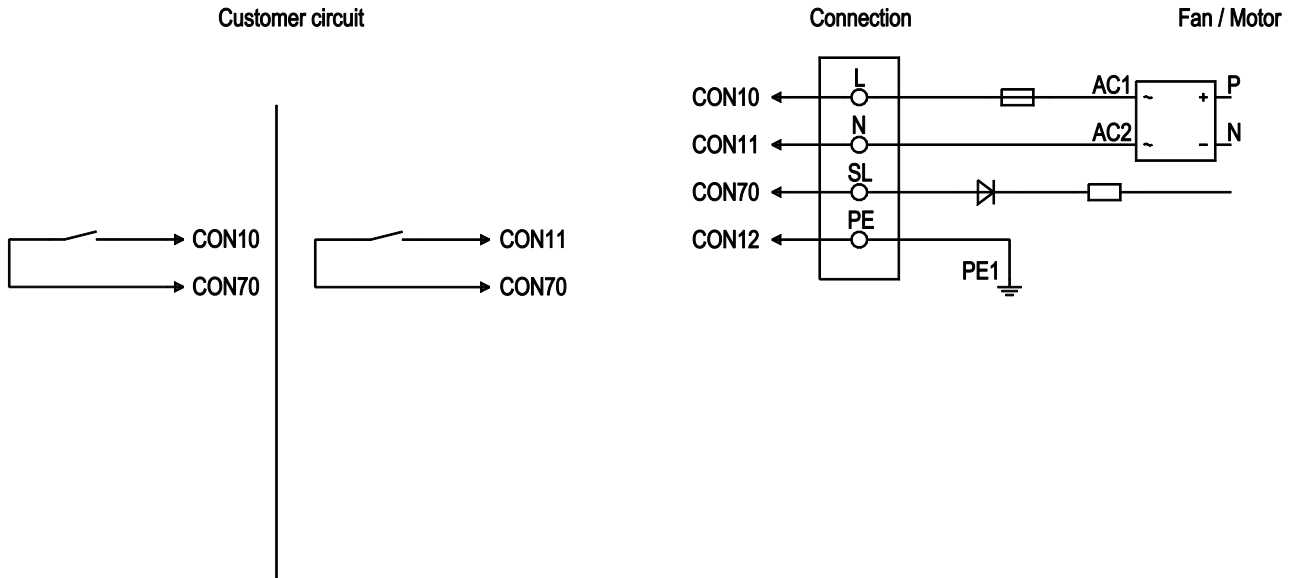 Customer circuit
Connection
Fan / Motor
CON10
CON70
CON11
CON70
CON10
L
AC1
~
+
P
CON11
N
AC2
~
-
N
CON70
SL
CON12
PE
PE1